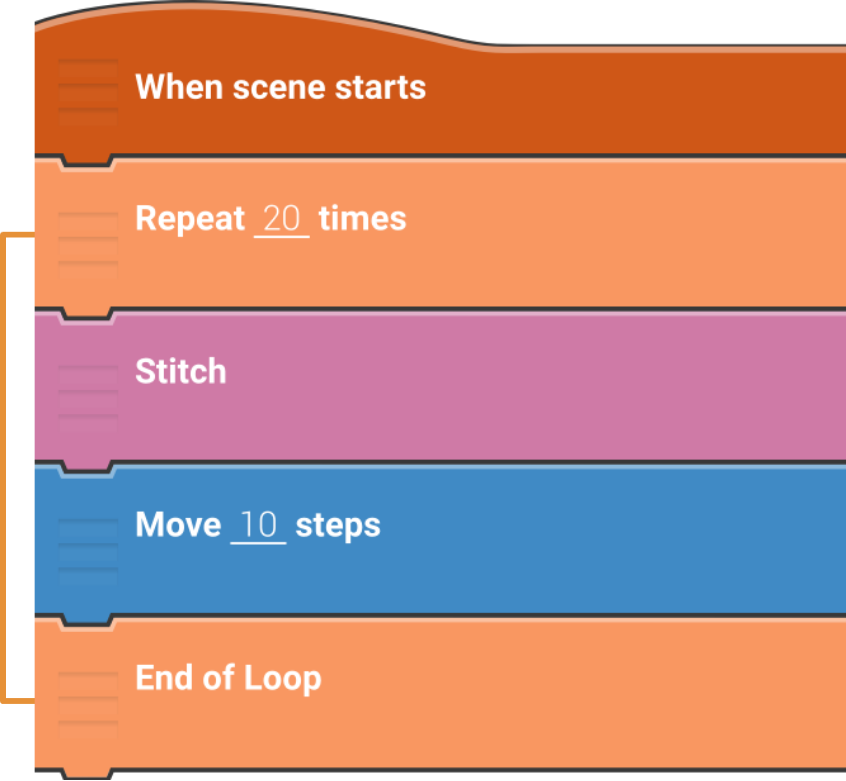 When scene starts
Repeat 20 times
Stitch
Move 10 steps
End of Loop